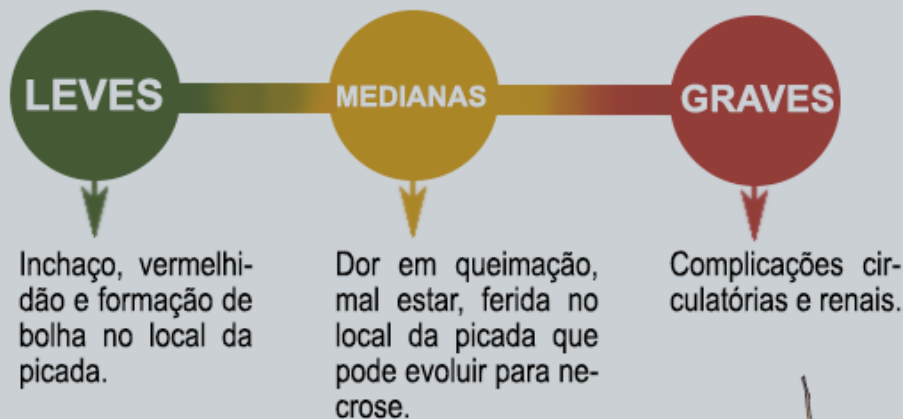 LEVES
MEDIANAS
GRAVES
Inchaço, vermelhi-
dão e formação de
bolha no local da
picada.
Dor em queimação,
mal estar, ferida no
local da picada que
pode evoluir para ne-
crose.
Complicações cir-
culatórias e renais.